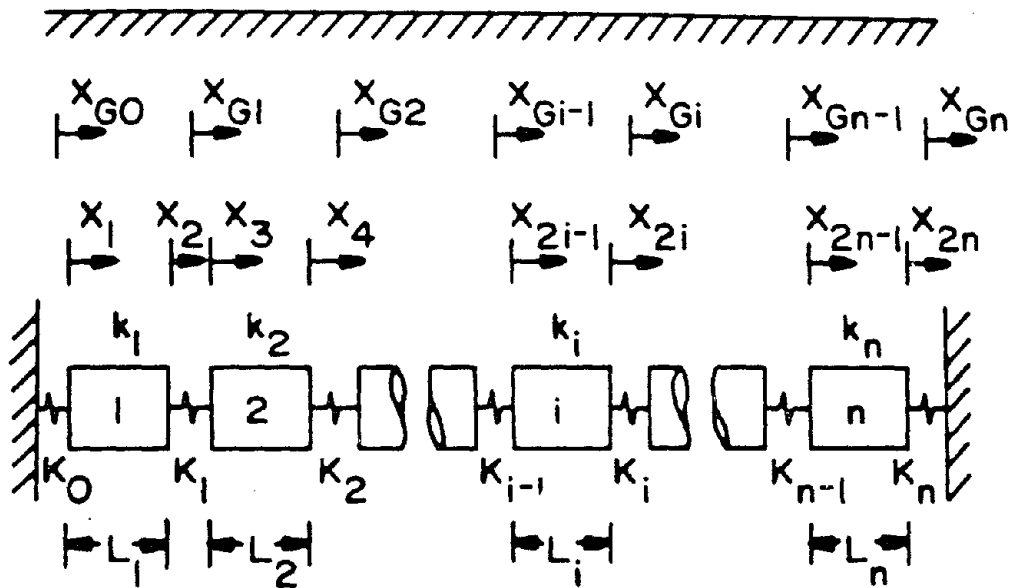 X_G0 X_G1 X_G2 X_Gi-1 X_Gi X_Gn-1 X_Gn
X_1 X_2 X_3 X_4 X_2i-1 X_2i X_2n-1 X_2n
k_1 k_2 k_i k_n
1 2 i n
K_0 K_1 K_2 K_i-1 K_i K_n-1 K_n
L_1 L_2 L_i L_n